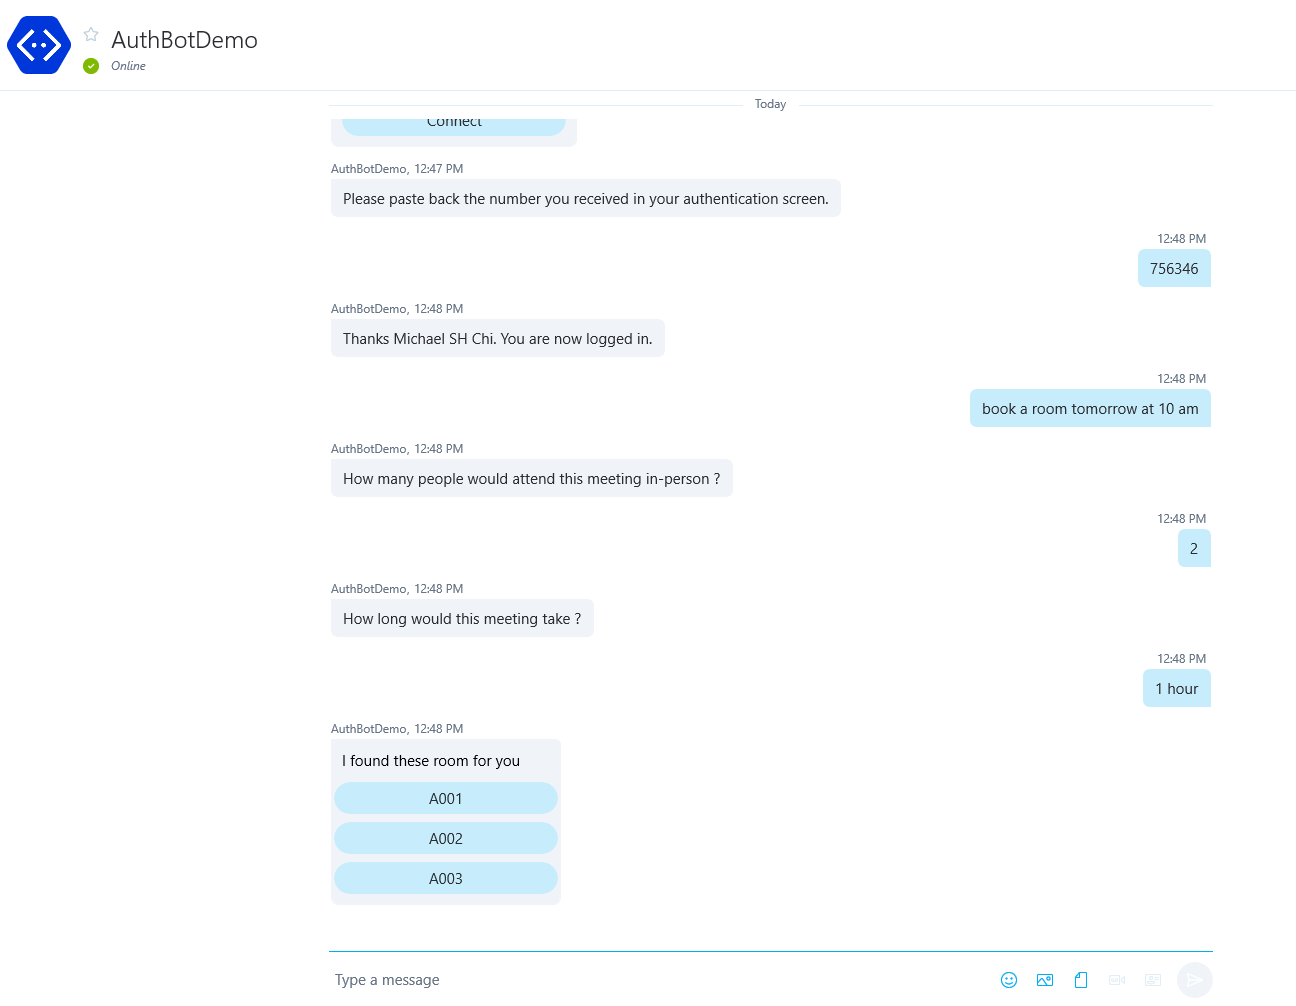 AuthBotDemo
Online
Today
Connect
AuthBotDemo, 12:47 PM
Please paste back the number you received in your authentication screen.
12:48 PM
756346
AuthBotDemo, 12:48 PM
Thanks Michael SH Chi. You are now logged in.
12:48 PM
book a room tomorrow at 10 am
AuthBotDemo, 12:48 PM
How many people would attend this meeting in-person ?
12:48 PM
2
AuthBotDemo, 12:48 PM
How long would this meeting take ?
12:48 PM
1 hour
AuthBotDemo, 12:48 PM
I found these room for you
A001
A002
A003
Type a message